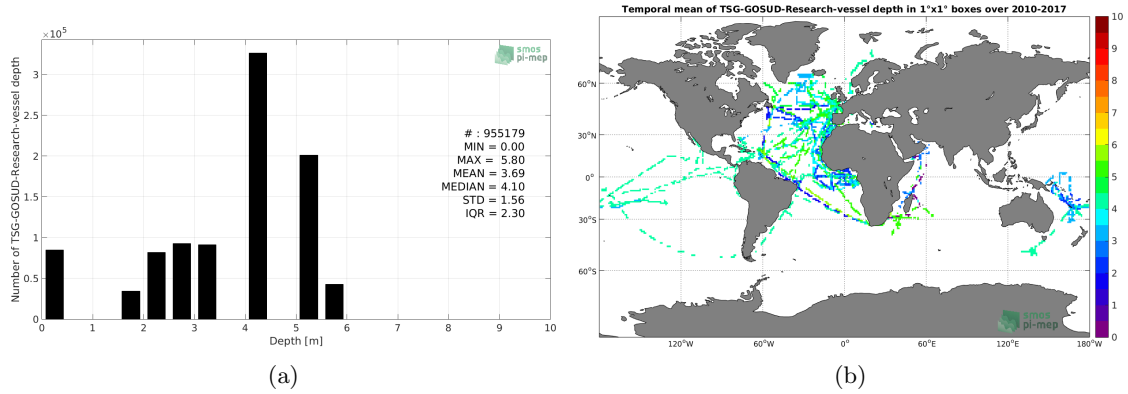 ×10⁵
3
2.5
2
1.5
1
0.5
0
0 1 2 3 4 5 6 7 8 9 10
Depth [m]
Number of TSG-GOSUD-Research-vessel depth
smos
pi-mep
# : 955179
MIN = 0.00
MAX = 5.80
MEAN = 3.69
MEDIAN = 4.10
STD = 1.56
IQR = 2.30
(a)
Temporal mean of TSG-GOSUD-Research-vessel depth in 1°x1° boxes over 2010-2017
60°N
30°N
0°
30°S
60°S
120°W 60°W 0° 60°E 120°E 180°W
smos
pi-mep
10
9
8
7
6
5
4
3
2
1
0
(b)